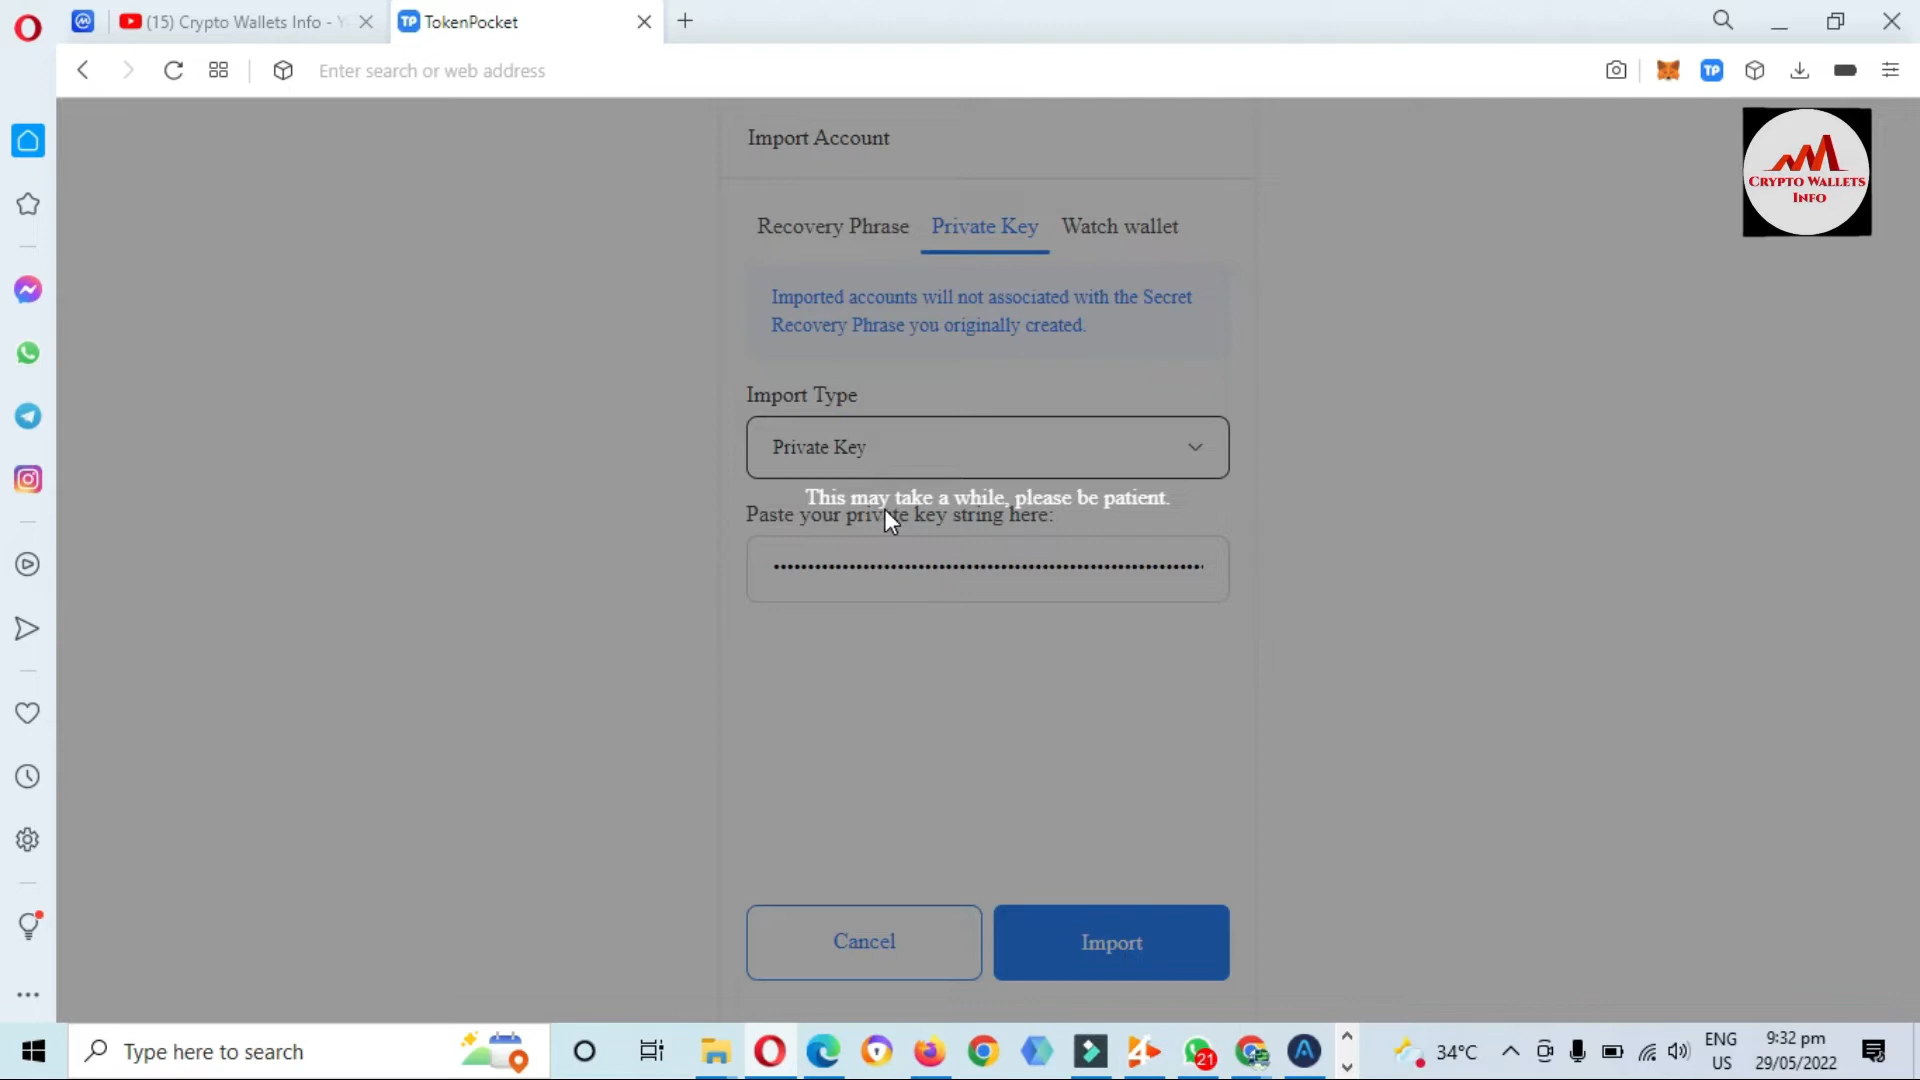 (15) Crypto Wallets Info - Y
TokenPocket
Enter search or web address
TP
Import Account
CRYPTO WALLETS
INFO
Recovery Phrase
Private Key
Watch wallet
Imported accounts will not associated with the Secret
Recovery Phrase you originally created.
Import Type
Private Key
This may take a while, please be patient.
Paste your private key string here:
Cancel
Import
Type here to search
21
34°C
ENG
US
9:32 pm
29/05/2022